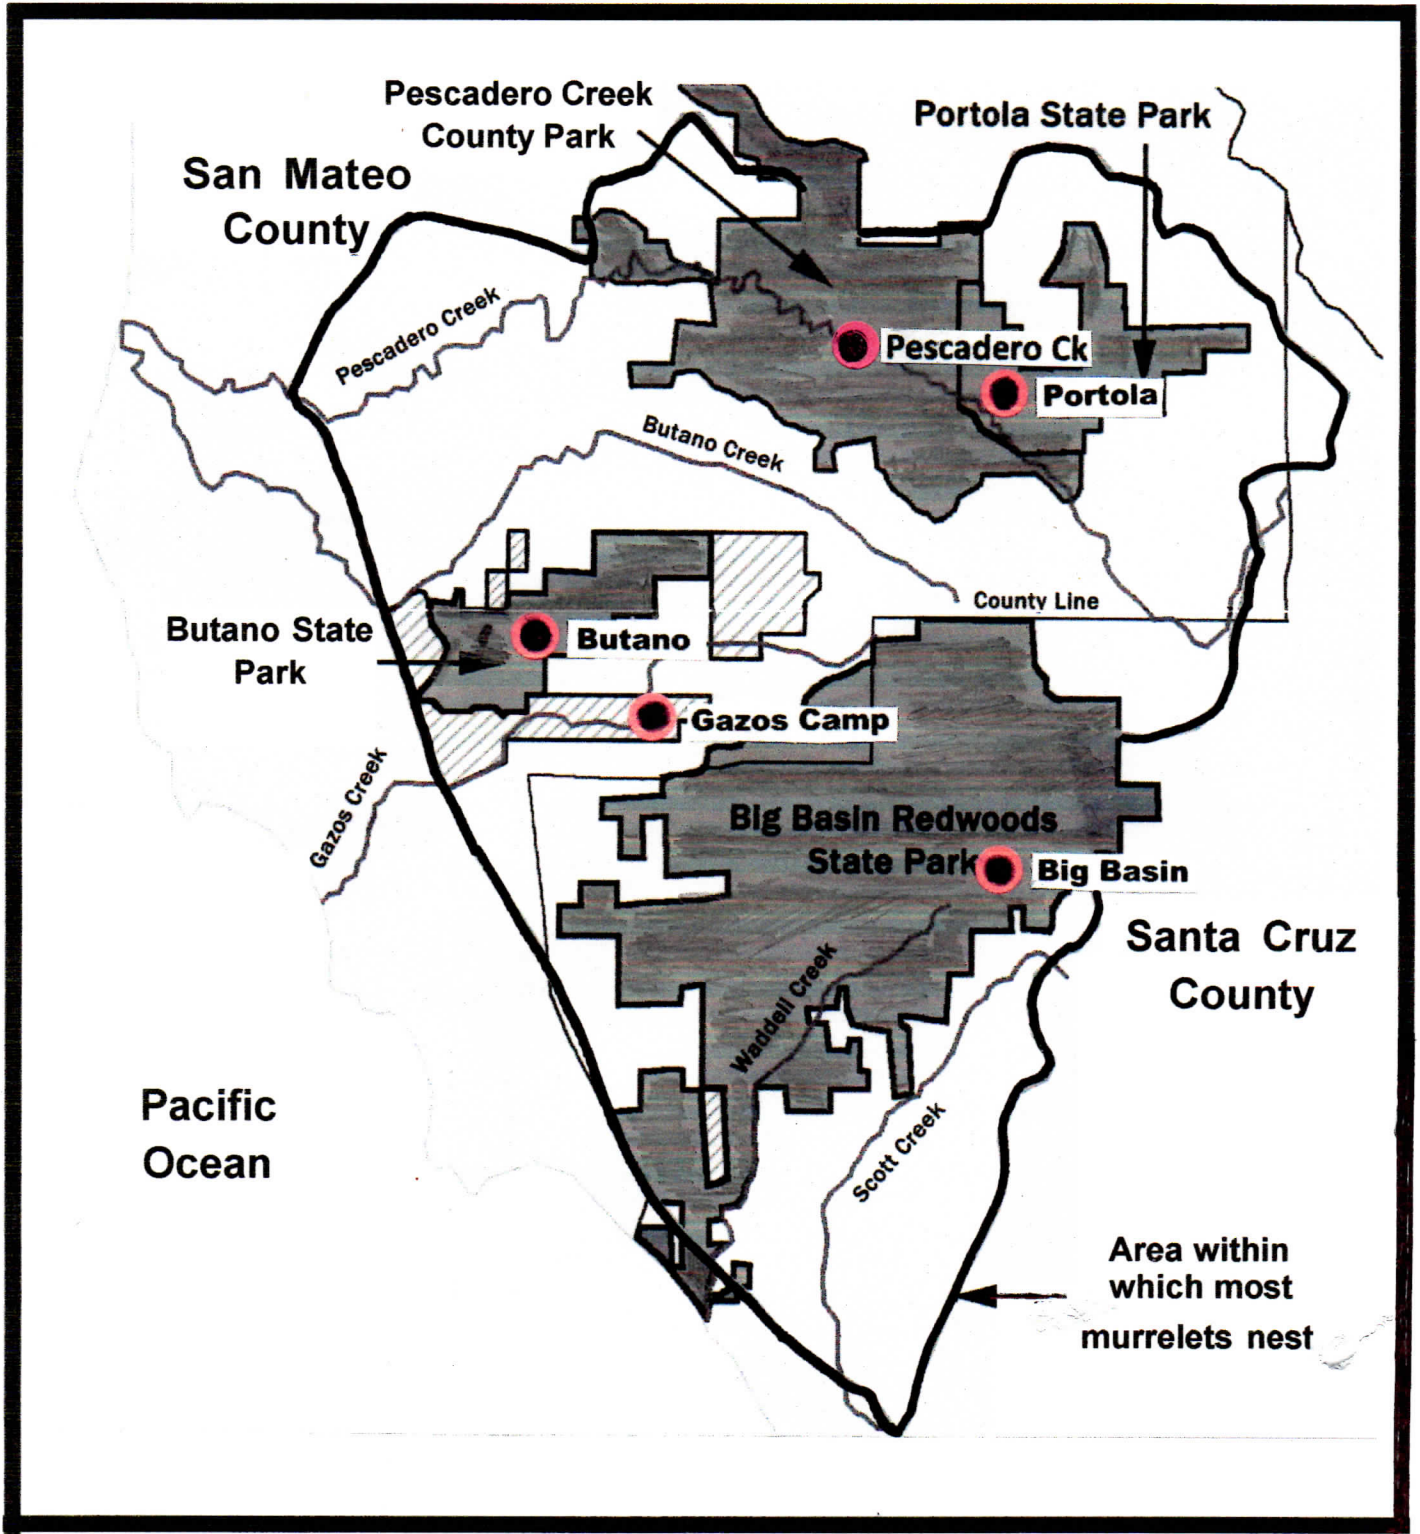 Pescadero Creek
County Park
Portola State Park
San Mateo
County
Pescadero Creek
Pescadero Ck
Portola
Butano Creek
County Line
Butano State
Park
Butano
Gazos Camp
Gazos Creek
Big Basin Redwoods
State Park
Big Basin
Waddell Creek
Santa Cruz
County
Pacific
Ocean
Scott Creek
Area within
which most
murrelets nest